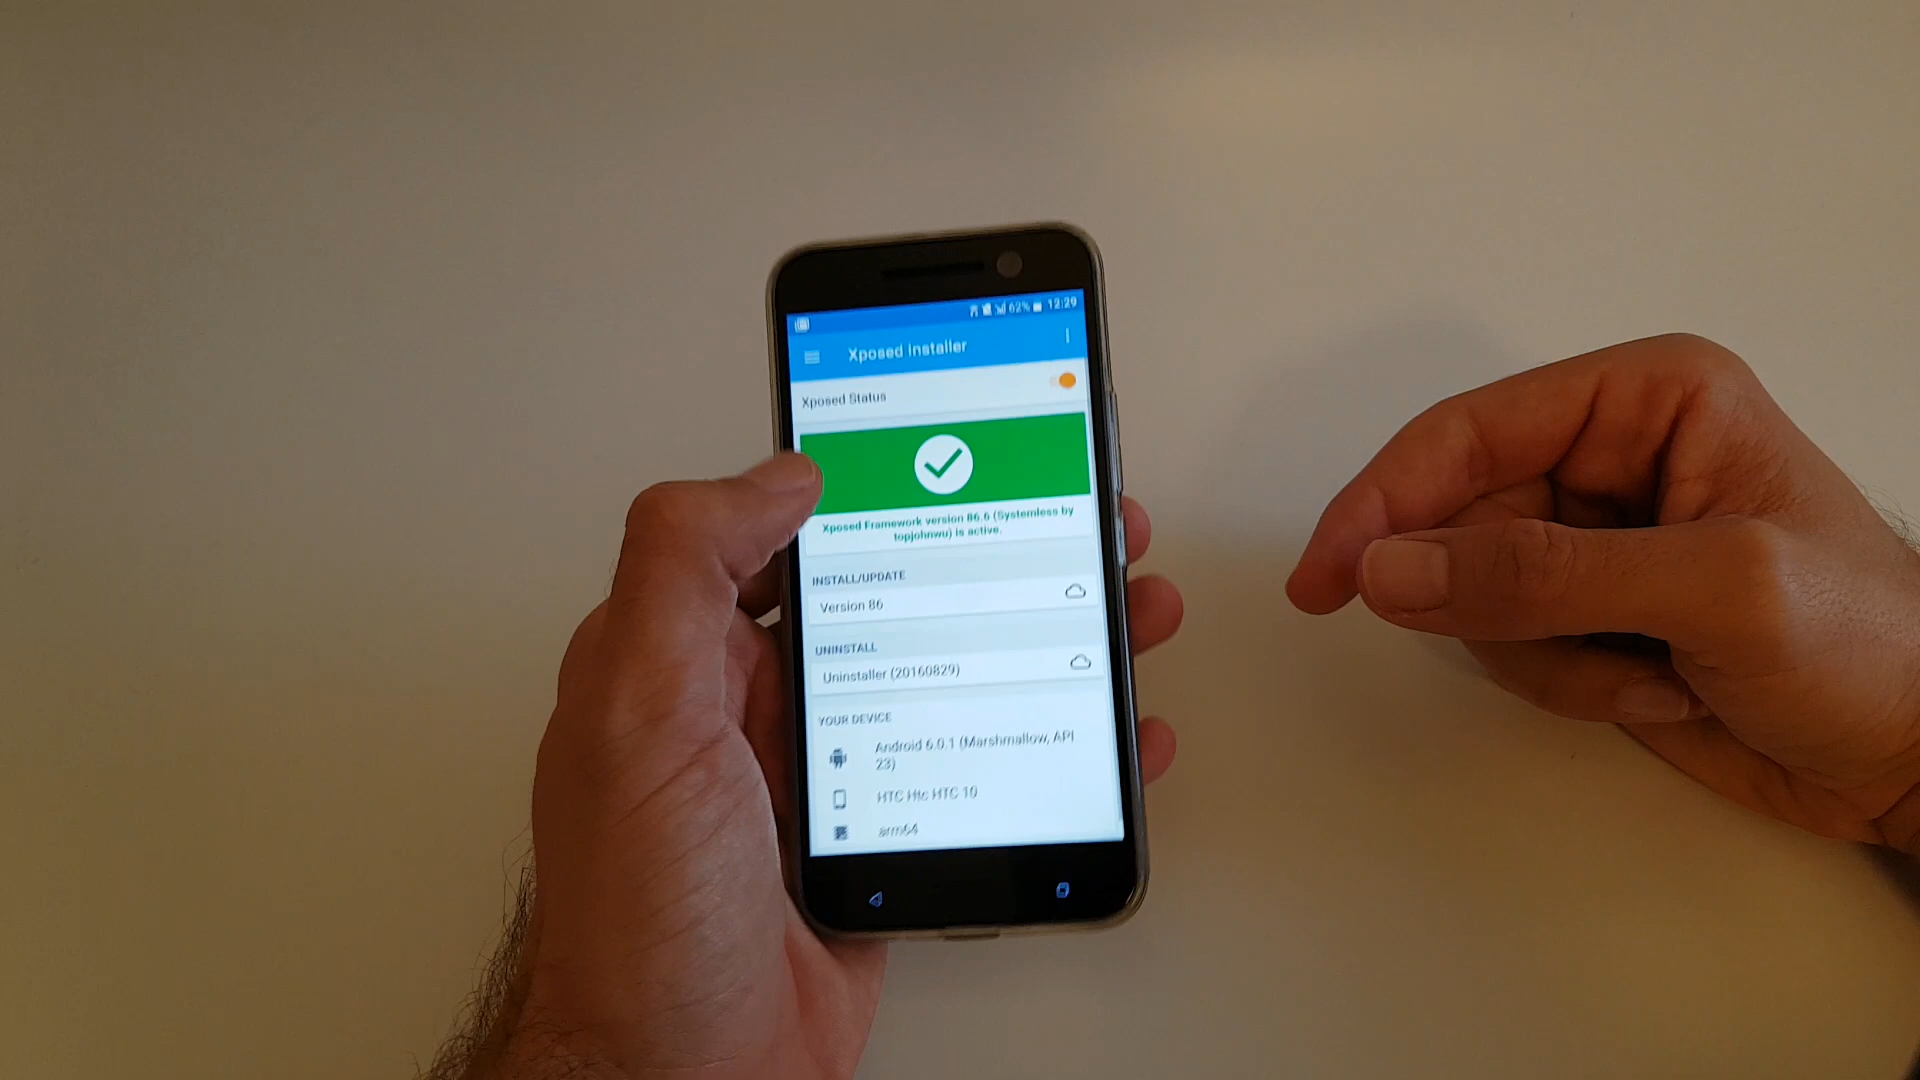 62% 12:29
Xposed Installer
Xposed Status
Xposed Framework version 86.6 (Systemless by
topjohnwu) is active.
INSTALL/UPDATE
Version 86
UNINSTALL
Uninstaller (20160829)
YOUR DEVICE
Android 6.0.1 (Marshmallow, API
23)
HTC Htc HTC 10
arm64